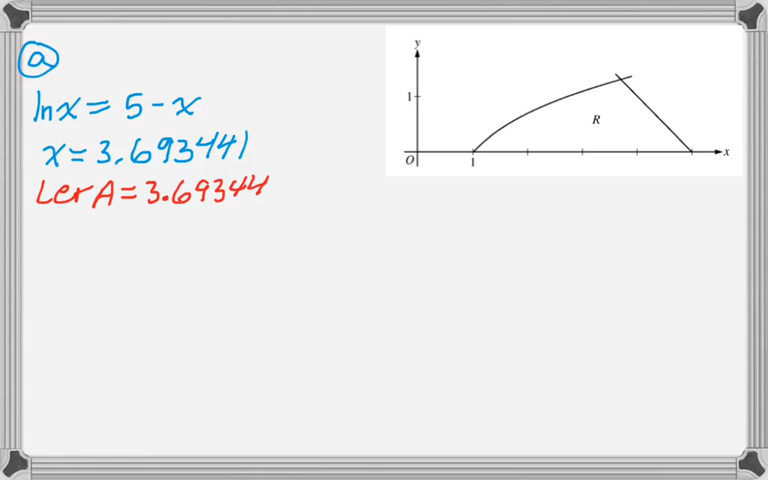 a
ln x = 5 - x
x = 3.693441
Let A = 3.69344
y
1
R
O
1
x